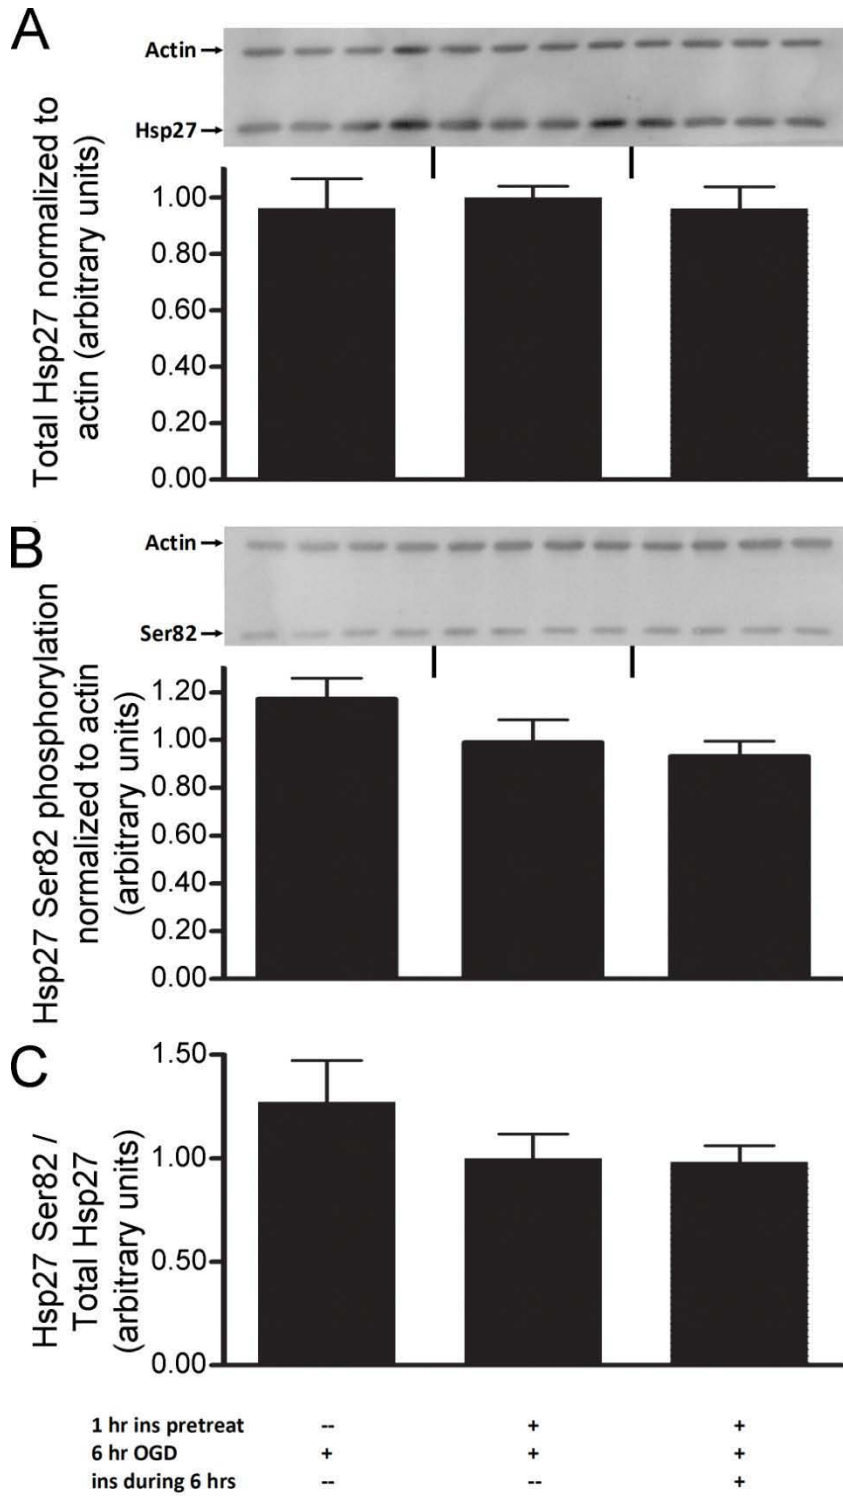 A
Actin
Hsp27
Total Hsp27 normalized to
actin (arbitrary units)
1.00
0.80
0.60
0.40
0.20
0.00
B
Actin
Ser82
Hsp27 Ser82 phosphorylation
normalized to actin
(arbitrary units)
1.20
1.00
0.80
0.60
0.40
0.20
0.00
C
Hsp27 Ser82 /
Total Hsp27
(arbitrary units)
1.50
1.00
0.50
0.00
1 hr ins pretreat -- + +
6 hr OGD + + +
ins during 6 hrs -- -- +